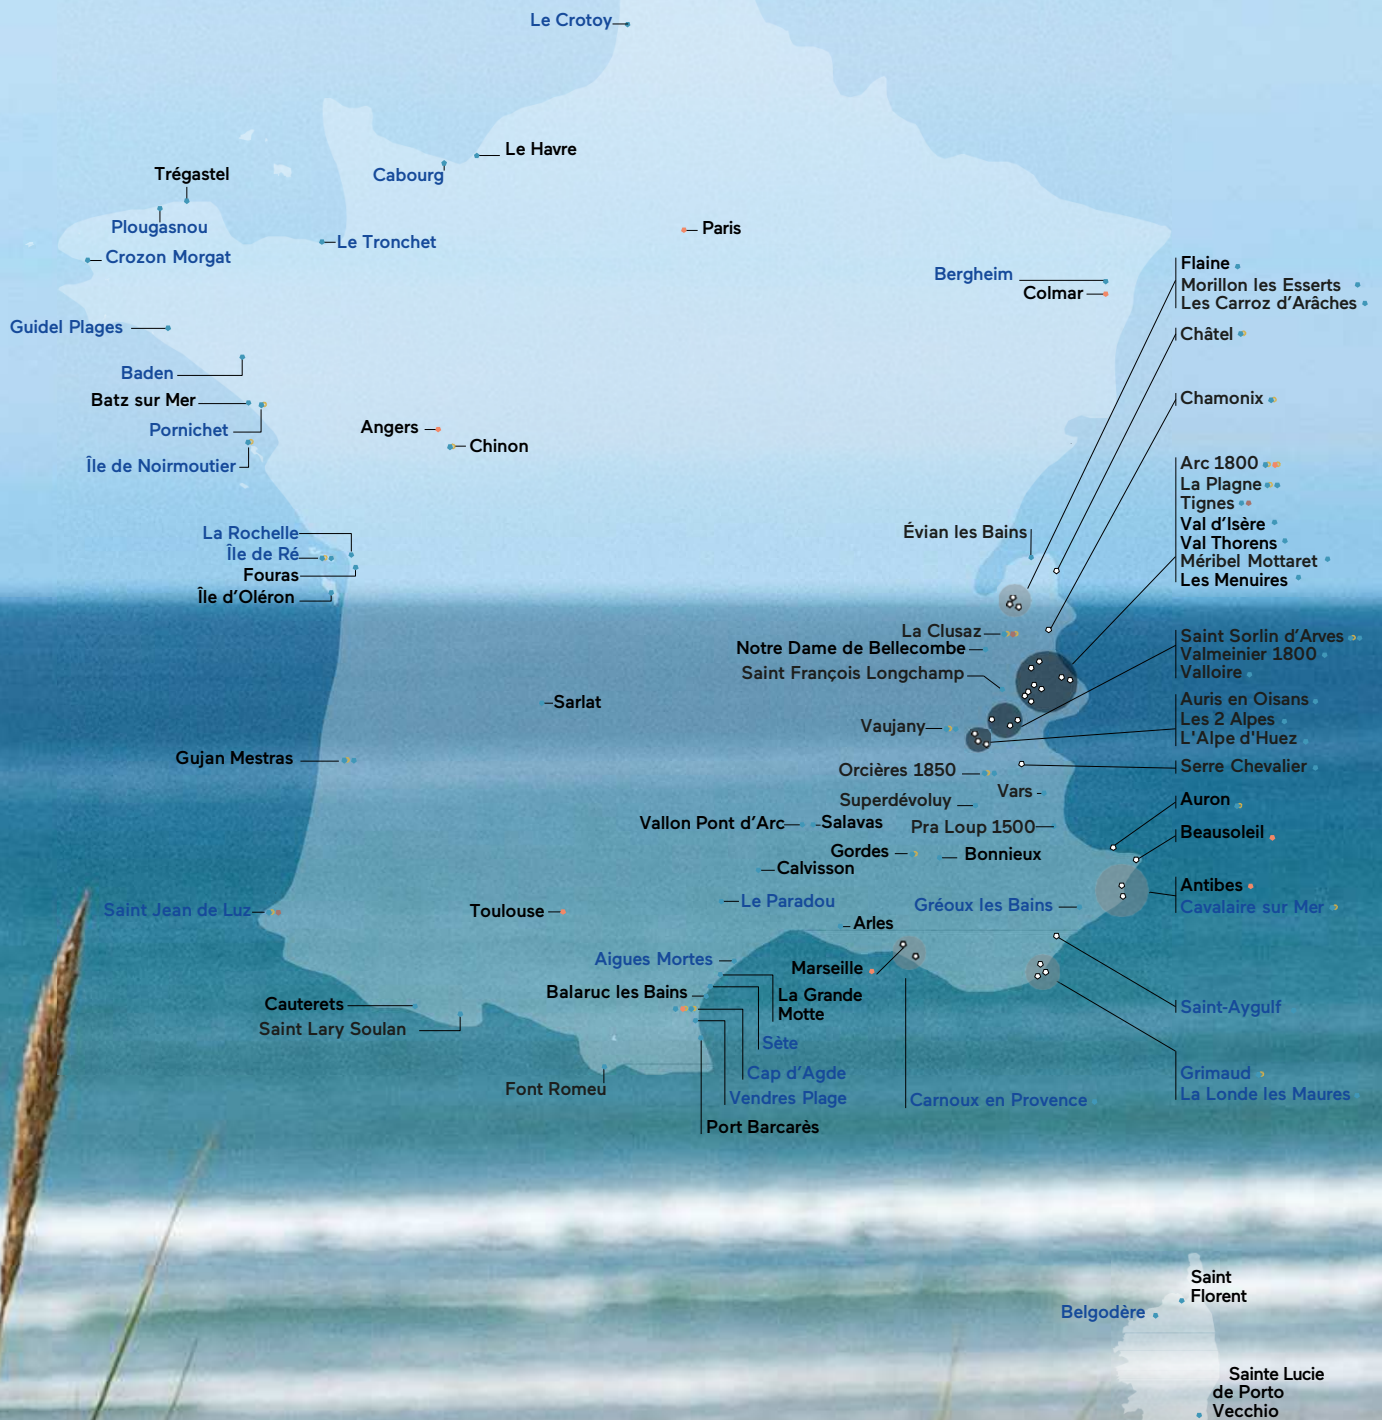 Le Crotoy
Le Havre
Cabourg
Trégastel
Plougasnou
Crozon Morgat
Le Tronchet
Paris
Bergheim
Colmar
Guidel Plages
Baden
Batz sur Mer
Pornichet
Île de Noirmoutier
Angers
Chinon
La Rochelle
Île de Ré
Fouras
Île d'Oléron
Flaine
Morillon les Esserts
Les Carroz d'Arâches
Châtel
Chamonix
Arc 1800
La Plagne
Tignes
Val d'Isère
Val Thorens
Méribel Mottaret
Les Menuires
Évian les Bains
La Clusaz
Notre Dame de Bellecombe
Saint François Longchamp
Saint Sorlin d'Arves
Valmeinier 1800
Valloire
Sarlat
Vaujany
Auris en Oisans
Les 2 Alpes
L'Alpe d'Huez
Gujan Mestras
Orcières 1850
Serre Chevalier
Superdévoluy
Vars
Auron
Vallon Pont d'Arc
Salavas
Pra Loup 1500
Beausoleil
Gordes
Bonnieux
Calvisson
Antibes
Cavalaire sur Mer
Saint Jean de Luz
Toulouse
Le Paradou
Gréoux les Bains
Arles
Aigues Mortes
Marseille
Balaruc les Bains
La Grande
Motte
Cauterets
Saint Lary Soulan
Saint-Aygulf
Sète
Cap d'Agde
Font Romeu
Vendres Plage
Carnoux en Provence
Grimaud
La Londe les Maures
Port Barcarès
Saint
Florent
Belgodère
Sainte Lucie
de Porto
Vecchio